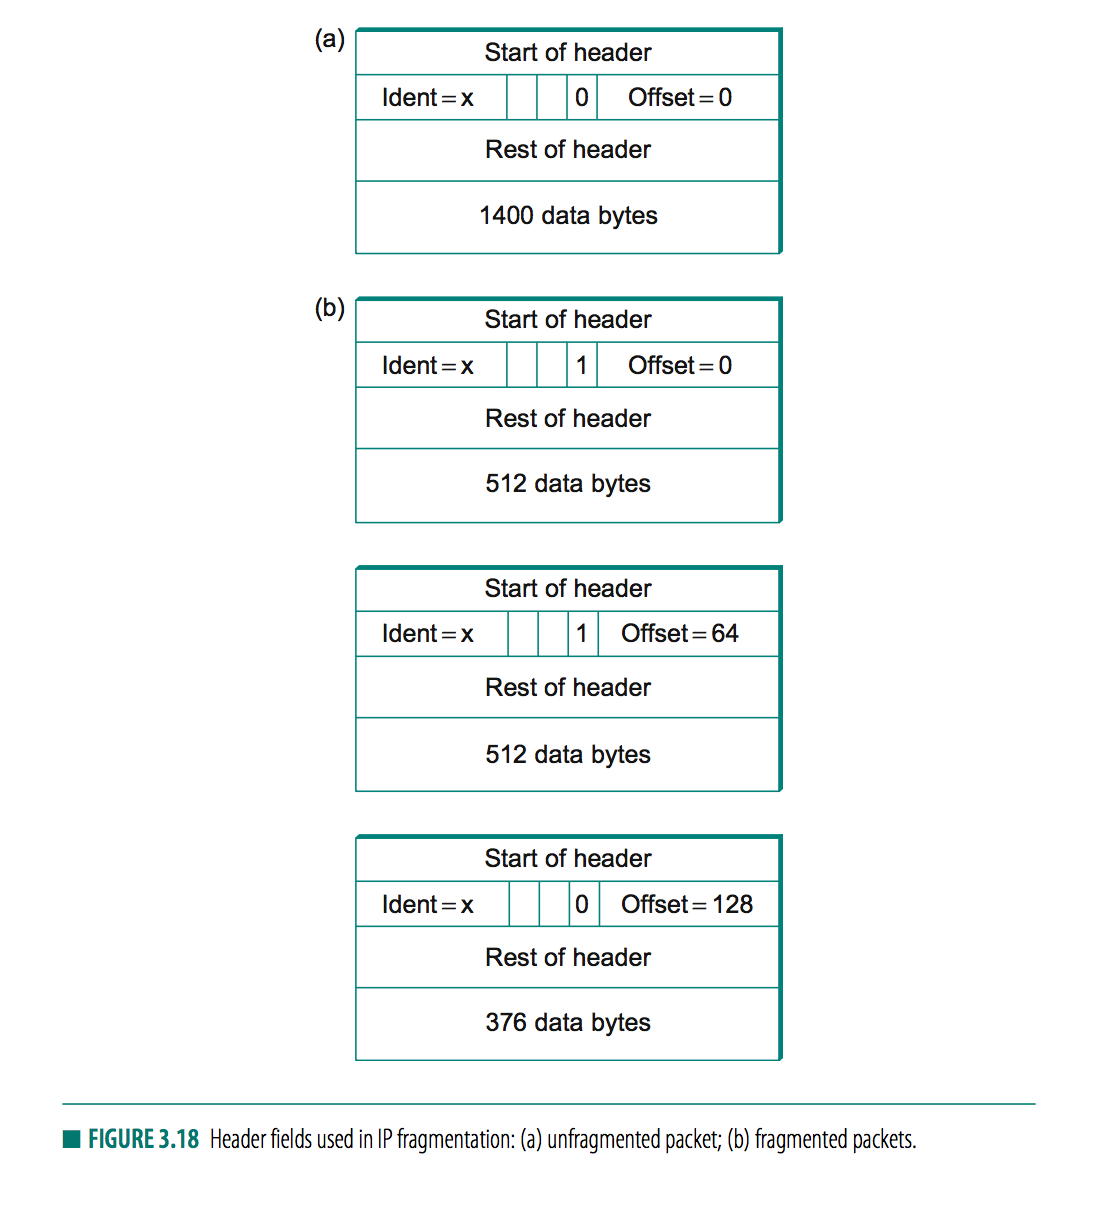 (a)
Start of header
Ident = x 0 Offset = 0
Rest of header
1400 data bytes
(b)
Start of header
Ident = x 1 Offset = 0
Rest of header
512 data bytes
Start of header
Ident = x 1 Offset = 64
Rest of header
512 data bytes
Start of header
Ident = x 0 Offset = 128
Rest of header
376 data bytes
FIGURE 3.18 Header fields used in IP fragmentation: (a) unfragmented packet; (b) fragmented packets.